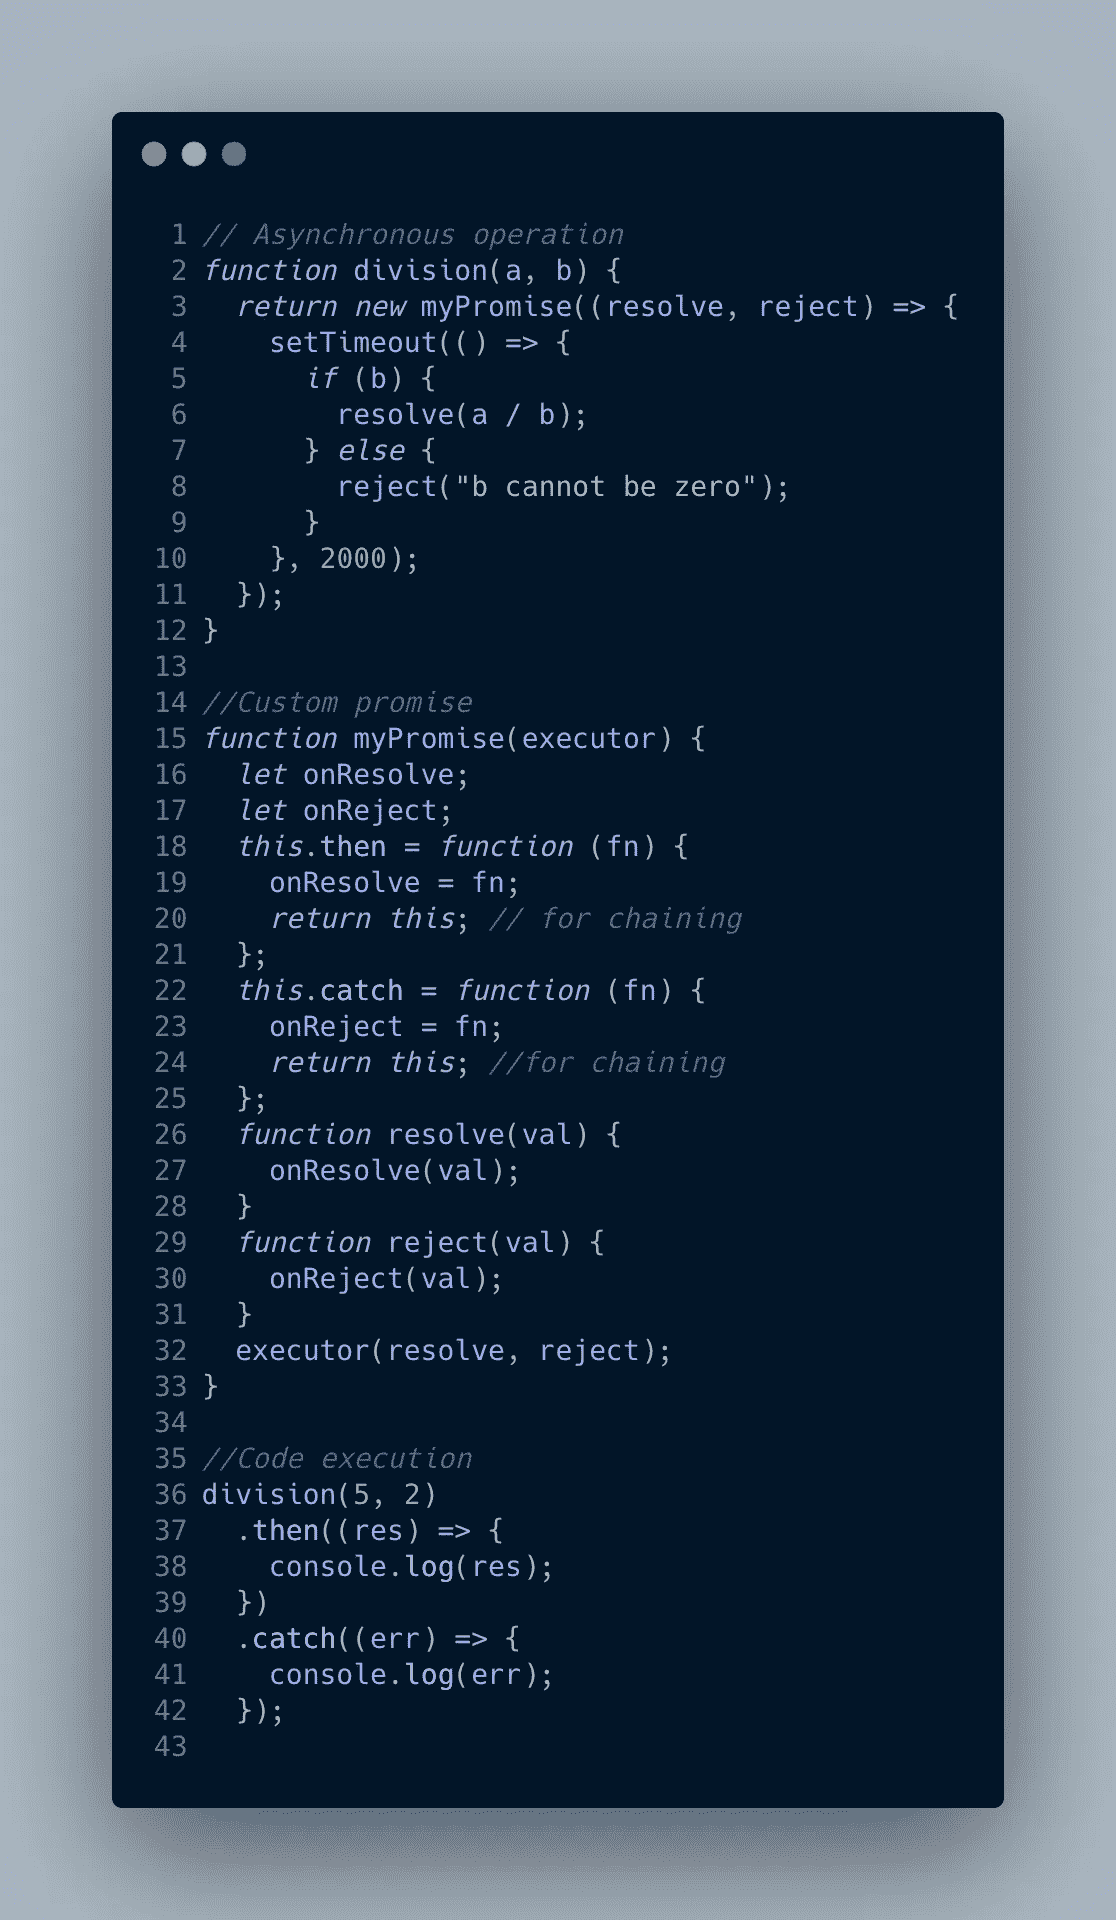 1 // Asynchronous operation
2 function division(a, b) {
3   return new myPromise((resolve, reject) => {
4     setTimeout(() => {
5       if (b) {
6         resolve(a / b);
7       } else {
8         reject("b cannot be zero");
9       }
10     }, 2000);
11   });
12 }
13
14 //Custom promise
15 function myPromise(executor) {
16   let onResolve;
17   let onReject;
18   this.then = function (fn) {
19     onResolve = fn;
20     return this; // for chaining
21   };
22   this.catch = function (fn) {
23     onReject = fn;
24     return this; //for chaining
25   };
26   function resolve(val) {
27     onResolve(val);
28   }
29   function reject(val) {
30     onReject(val);
31   }
32   executor(resolve, reject);
33 }
34
35 //Code execution
36 division(5, 2)
37   .then((res) => {
38     console.log(res);
39   })
40   .catch((err) => {
41     console.log(err);
42   });
43